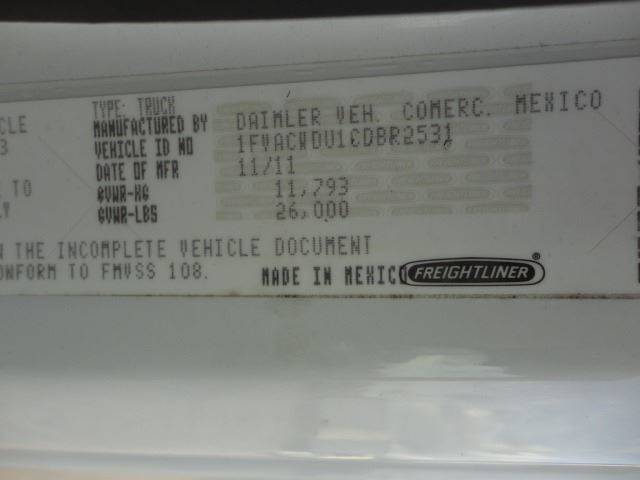 CLE TYPE: TRUCK
3 MANUFACTURED BY DAIMLER VEH. COMERC. MEXICO
VEHICLE ID NO 1FVACWDU1CDBR2531
DATE OF MFR 11/11
TO GVWR-KG 11,793
GVWR-LBS 26,000
THE INCOMPLETE VEHICLE DOCUMENT
ONFORM TO FMVSS 108. MADE IN MEXICO FREIGHTLINER®